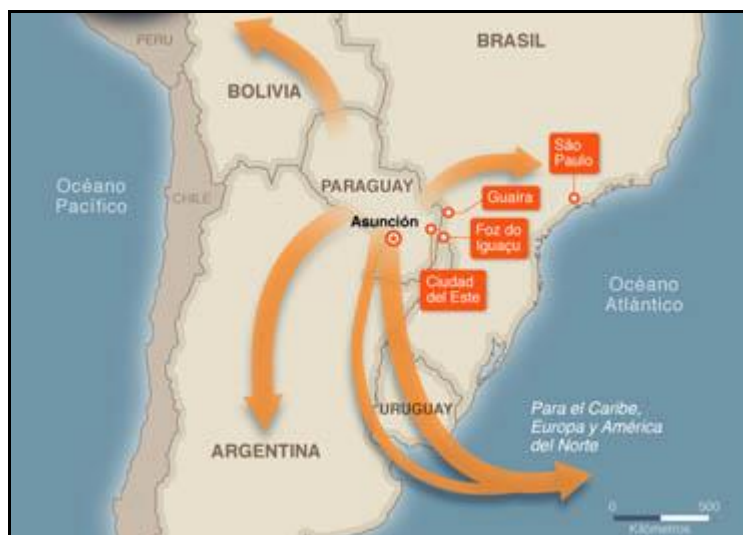 PERU
BRASIL
BOLIVIA
São
Paulo
Océano
Pacífico
CHILE
PARAGUAY
Guaíra
Asunción
Foz do
Iguaçu
Ciudad
del Este
Océano
Atlántico
URUGUAY
Para el Caribe,
Europa y América
del Norte
ARGENTINA
0 500
Kilómetros